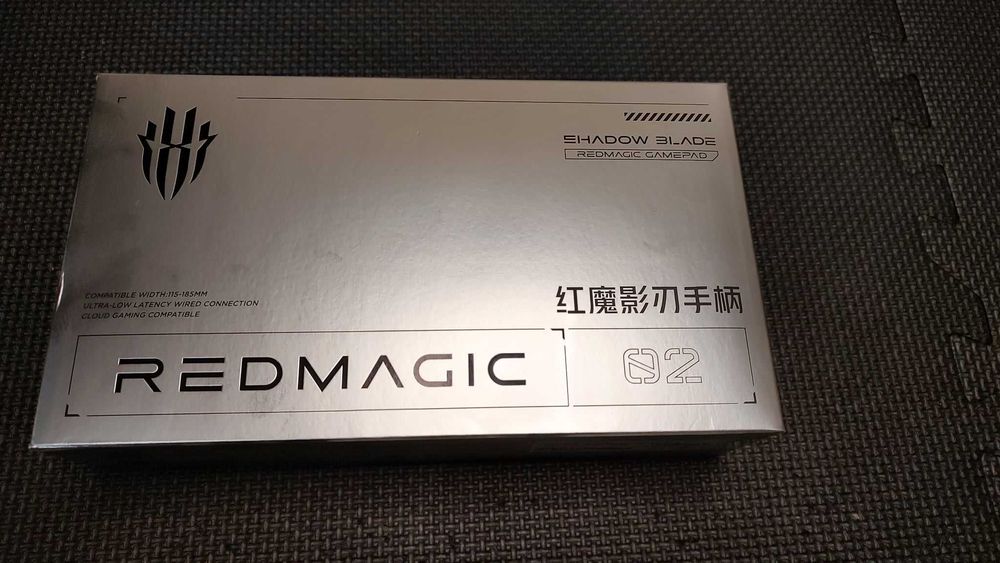 SHADOW BLADE
REDMAGIC GAMEPAD
COMPATIBLE WIDTH:115-185MM
ULTRA-LOW LATENCY WIRED CONNECTION
CLOUD GAMING COMPATIBLE
红魔影刃手柄
REDMAGIC
02